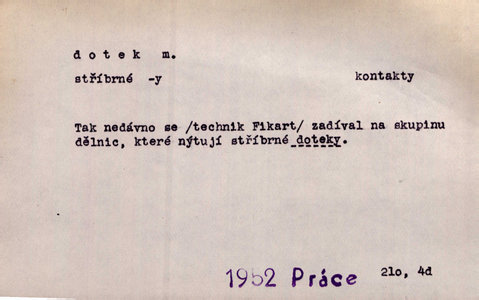 dotek m.
stříbrné -y kontakty
Tak nedávno se /technik Fikart/ zadíval na skupinu
dělnic, které nýtují stříbrné doteky.
1952 Práce 21o, 4d